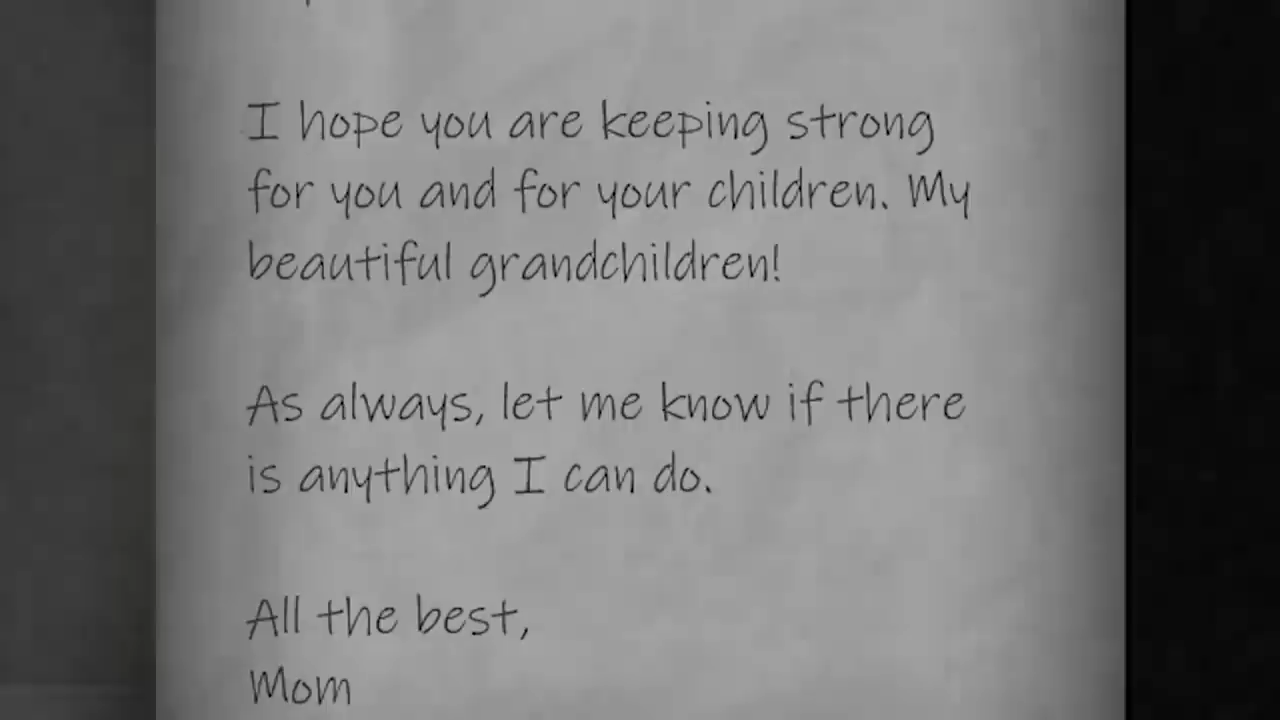 I hope you are keeping strong
for you and for your children. My
beautiful grandchildren!
As always, let me know if there
is anything I can do.
All the best,
Mom